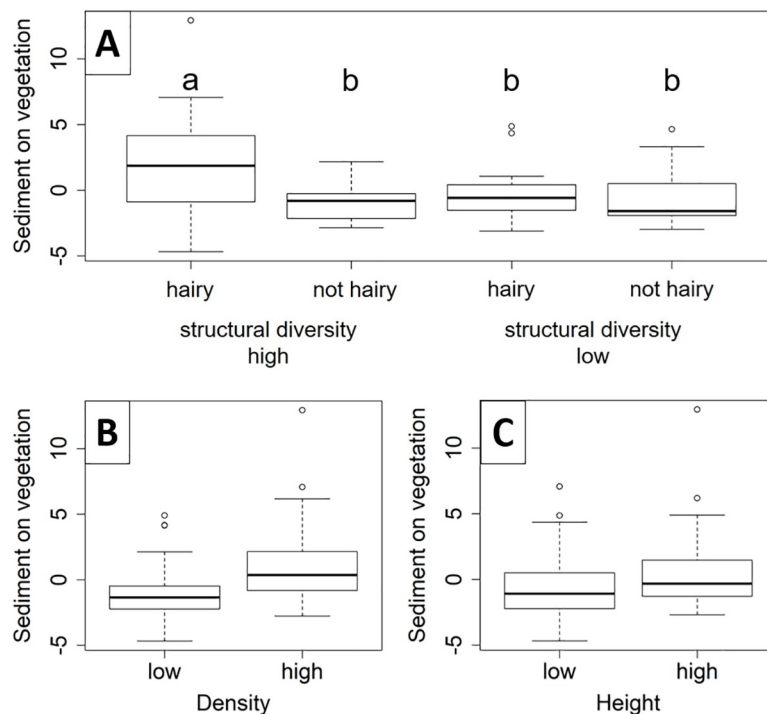 A
Sediment on vegetation
10
5
0
-5
a b b b
hairy not hairy hairy not hairy
structural diversity structural diversity
high low
B
Sediment on vegetation
10
5
0
-5
low high
Density
C
Sediment on vegetation
10
5
0
-5
low high
Height